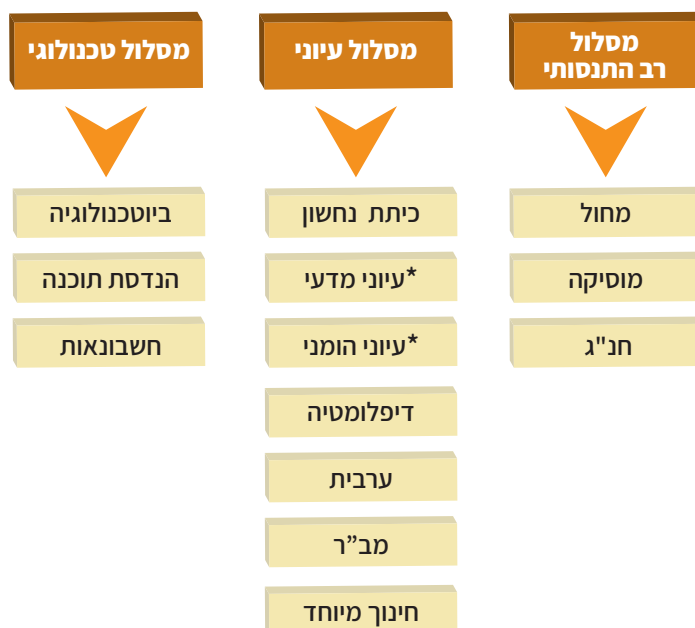 מסלול
רב התנסותי
מחול
מוסיקה
חנ"ג
מסלול עיוני
כיתת נחשון
*עיוני מדעי
*עיוני הומני
דיפלומטיה
ערבית
מב”ר
חינוך מיוחד
מסלול טכנולוגי
ביוטכנולוגיה
הנדסת תוכנה
חשבונאות